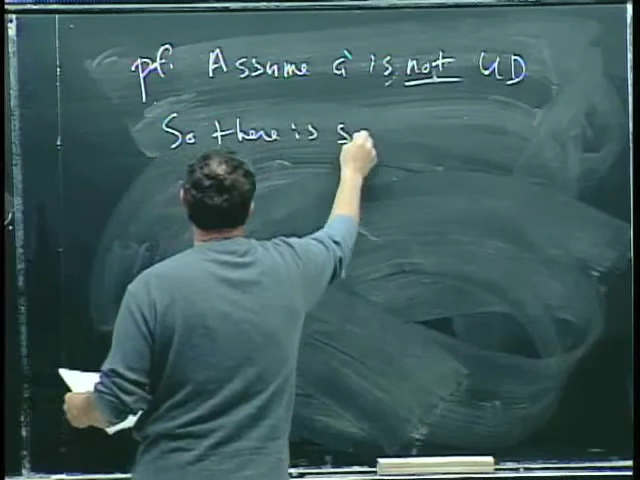 pf. Assume C is not UD
So there is s